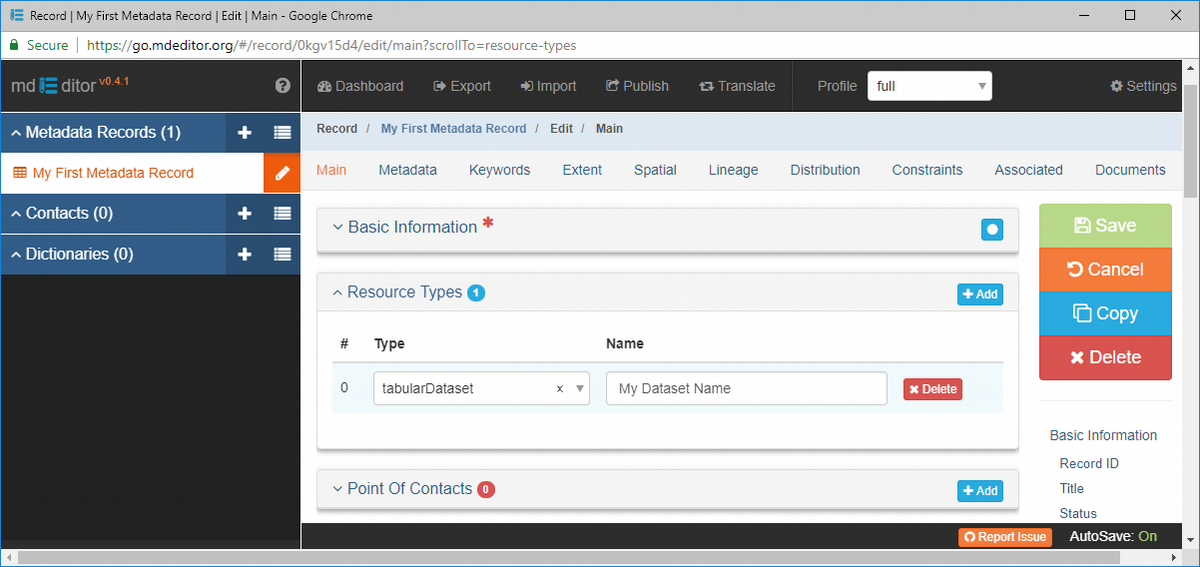 Record | My First Metadata Record | Edit | Main - Google Chrome
Secure https://go.mdeditor.org/#/record/0kgv15d4/edit/main?scrollTo=resource-types
md Editor v0.4.1 ? Dashboard Export Import Publish Translate Profile full Settings
Metadata Records (1)
Record / My First Metadata Record / Edit / Main
My First Metadata Record
Main Metadata Keywords Extent Spatial Lineage Distribution Constraints Associated Documents
Contacts (0)
Dictionaries (0)
Basic Information *
Resource Types 1 + Add
# Type Name
0 tabularDataset x My Dataset Name Delete
Point Of Contacts 0 + Add
Save
Cancel
Copy
Delete
Basic Information
Record ID
Title
Status
Report Issue AutoSave: On